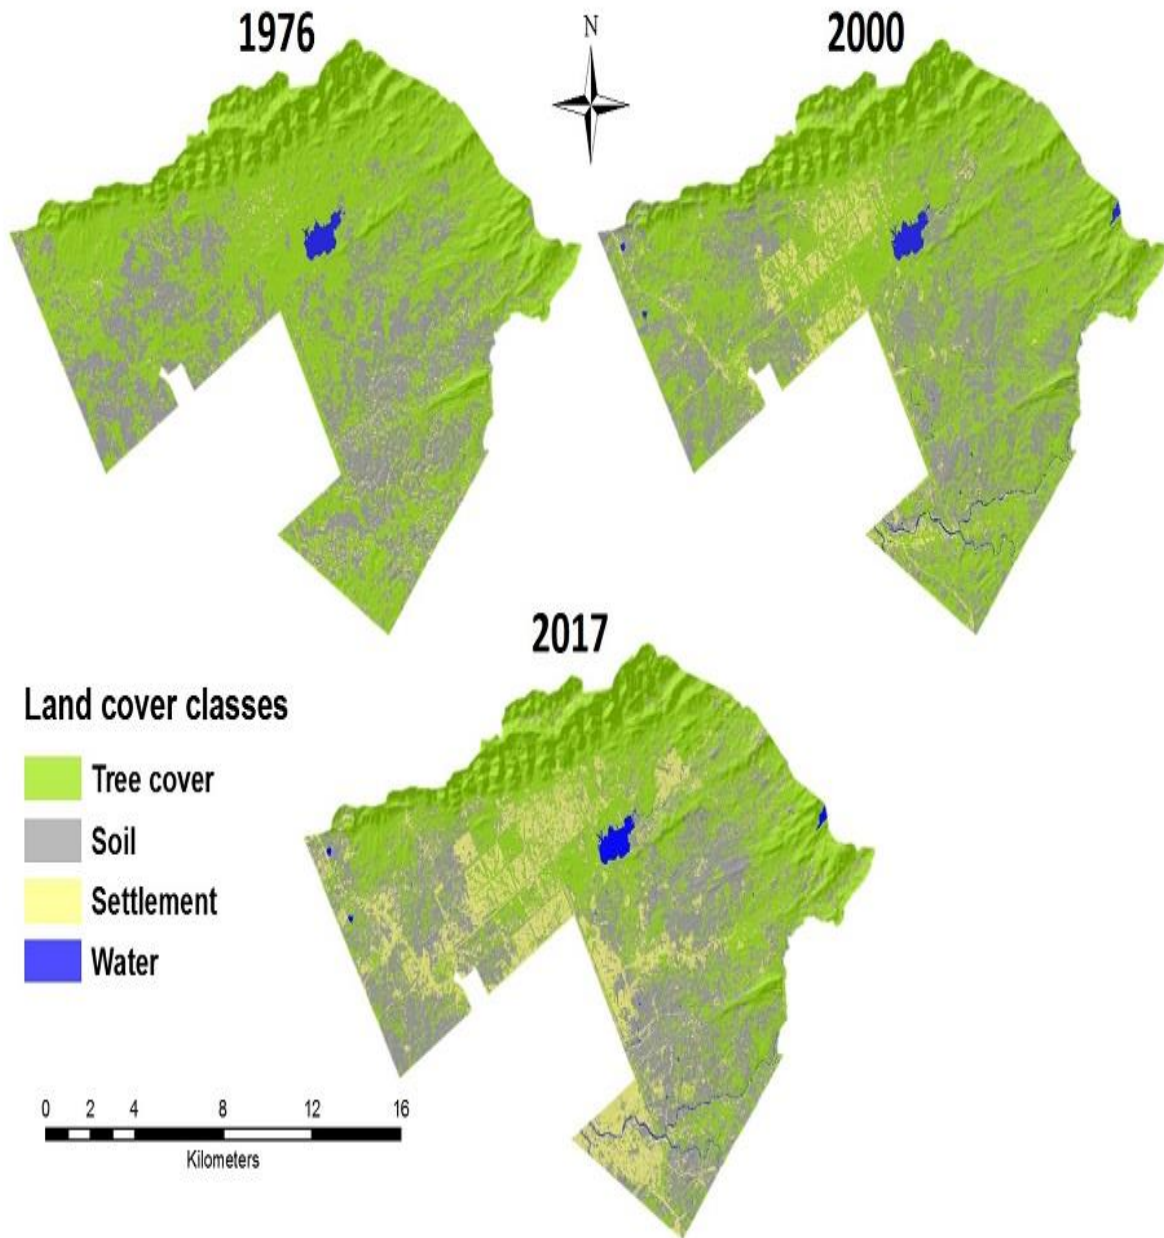 1976
N
2000
2017
Land cover classes
Tree cover
Soil
Settlement
Water
0 2 4 8 12 16
Kilometers